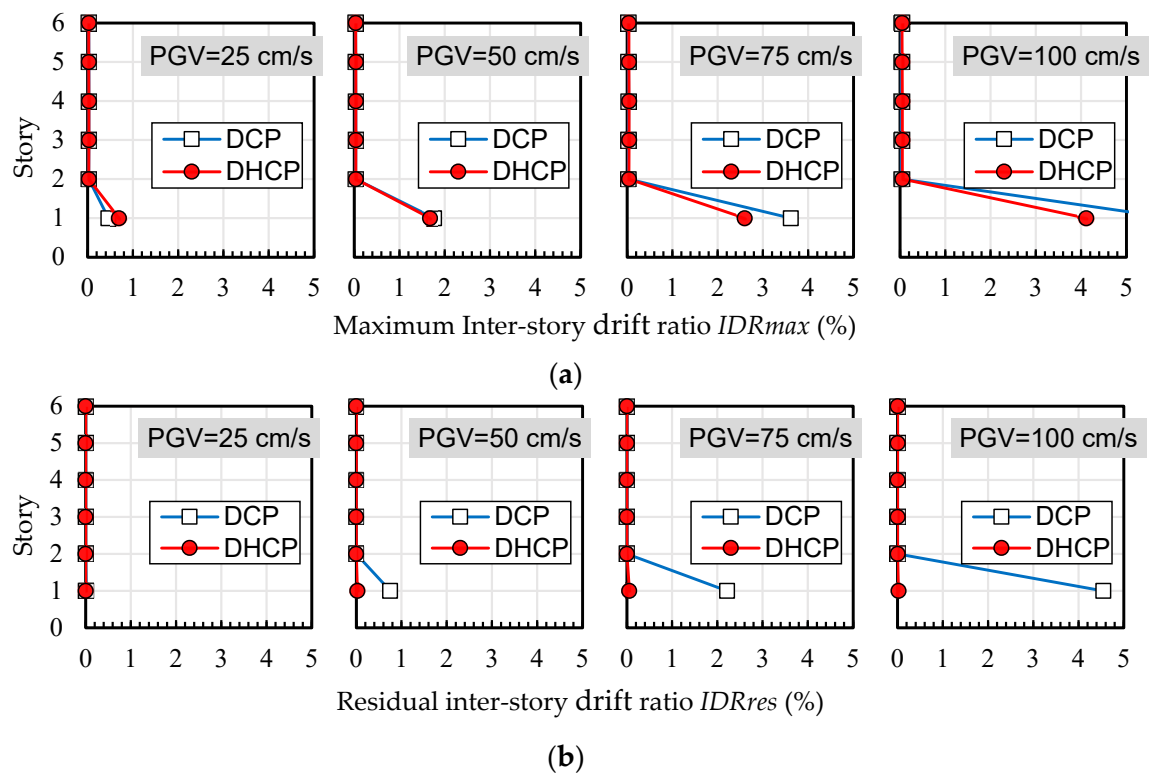 6
5
4
3
2
1
0
Story
PGV=25 cm/s
DCP
DHCP
0 1 2 3 4 5
PGV=50 cm/s
DCP
DHCP
0 1 2 3 4 5
PGV=75 cm/s
DCP
DHCP
0 1 2 3 4 5
PGV=100 cm/s
DCP
DHCP
0 1 2 3 4 5
Maximum Inter-story drift ratio IDRmax (%)
(a)
6
5
4
3
2
1
0
Story
PGV=25 cm/s
DCP
DHCP
0 1 2 3 4 5
PGV=50 cm/s
DCP
DHCP
0 1 2 3 4 5
PGV=75 cm/s
DCP
DHCP
0 1 2 3 4 5
PGV=100 cm/s
DCP
DHCP
0 1 2 3 4 5
Residual inter-story drift ratio IDRres (%)
(b)